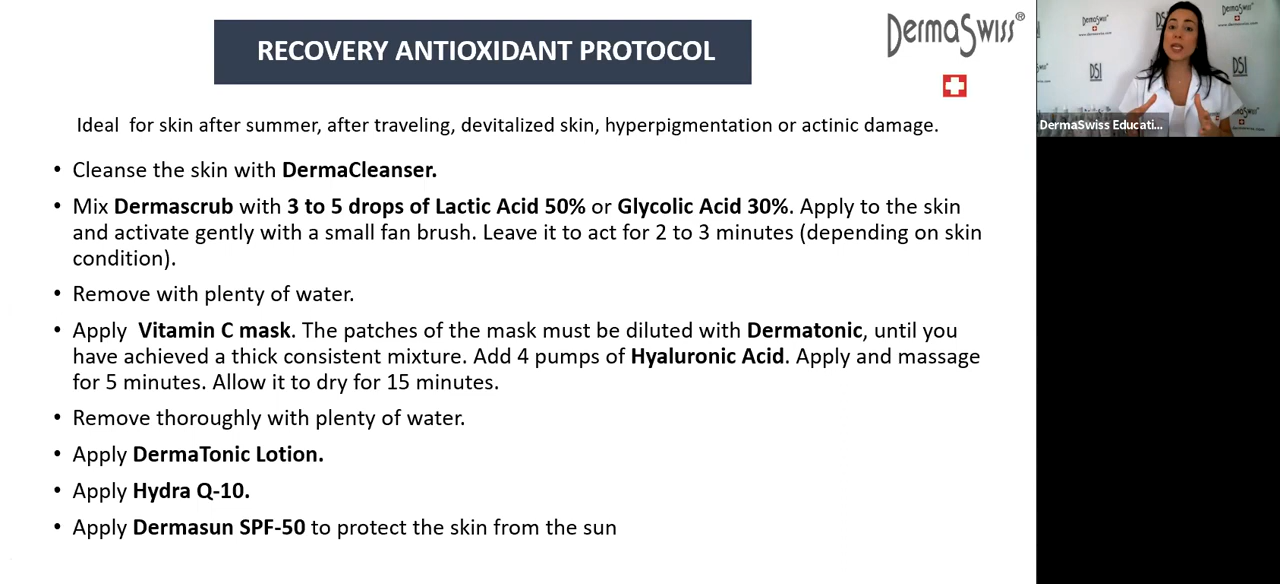 RECOVERY ANTIOXIDANT PROTOCOL
DermaSwiss®
Ideal for skin after summer, after traveling, devitalized skin, hyperpigmentation or actinic damage.
• Cleanse the skin with DermaCleanser.
• Mix Dermascrub with 3 to 5 drops of Lactic Acid 50% or Glycolic Acid 30%. Apply to the skin
and activate gently with a small fan brush. Leave it to act for 2 to 3 minutes (depending on skin
condition).
• Remove with plenty of water.
• Apply Vitamin C mask. The patches of the mask must be diluted with Dermatonic, until you
have achieved a thick consistent mixture. Add 4 pumps of Hyaluronic Acid. Apply and massage
for 5 minutes. Allow it to dry for 15 minutes.
• Remove thoroughly with plenty of water.
• Apply DermaTonic Lotion.
• Apply Hydra Q-10.
• Apply Dermasun SPF-50 to protect the skin from the sun
DermaSwiss
DSI
DSI
DermaSwiss Educati...